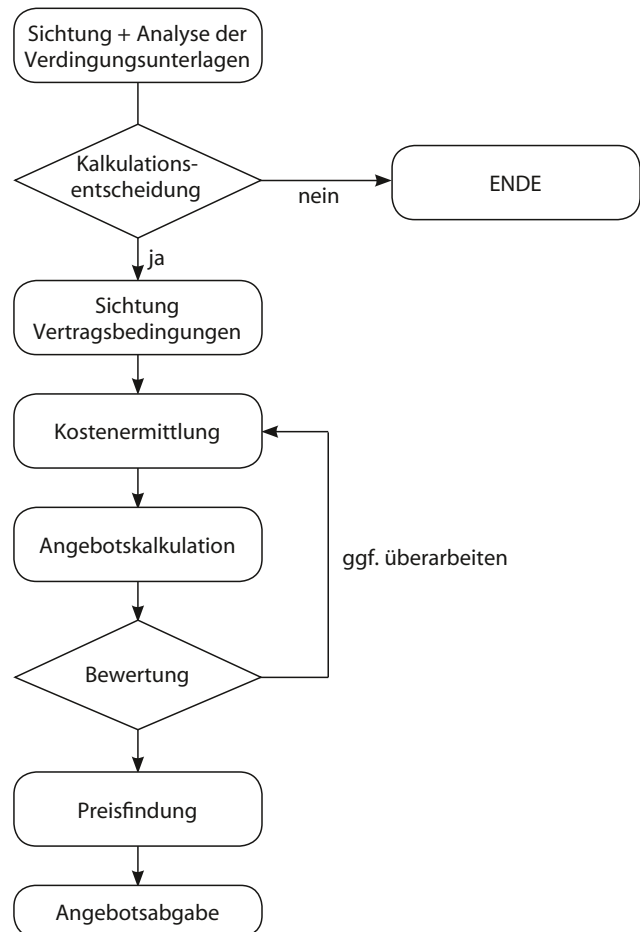 Sichtung + Analyse der
Verdingungsunterlagen
Kalkulations-
entscheidung
nein
ENDE
ja
Sichtung
Vertragsbedingungen
Kostenermittlung
Angebotskalkulation
ggf. überarbeiten
Bewertung
Preisfindung
Angebotsabgabe